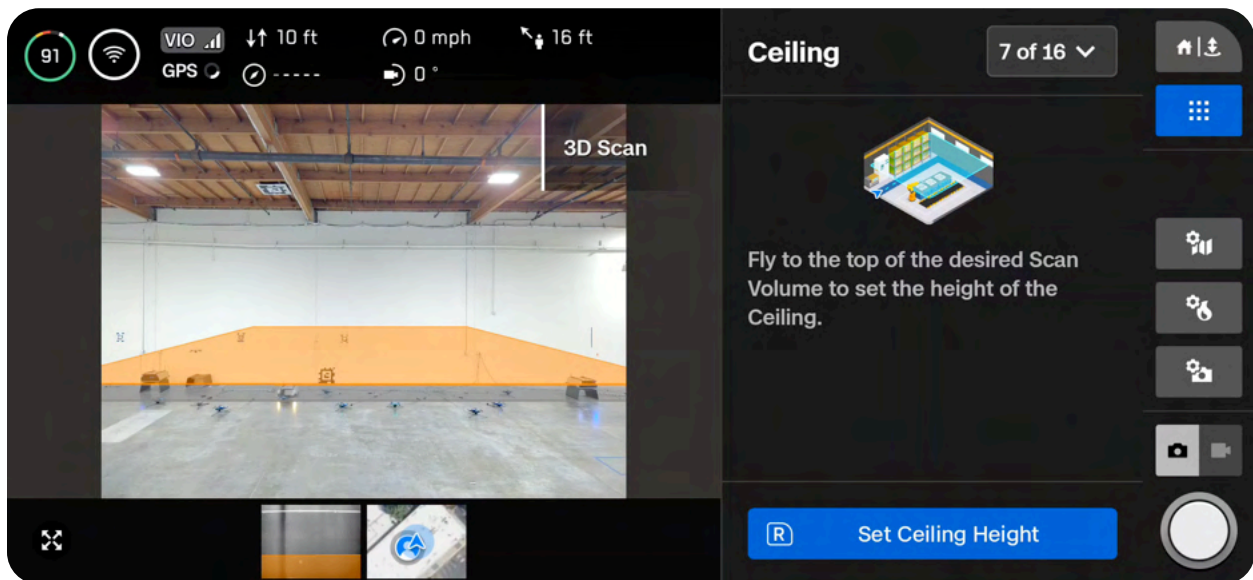 91
VIO
GPS
10 ft
-----
0 mph
0 °
16 ft
3D Scan
Ceiling
7 of 16
Fly to the top of the desired Scan
Volume to set the height of the
Ceiling.
R
Set Ceiling Height